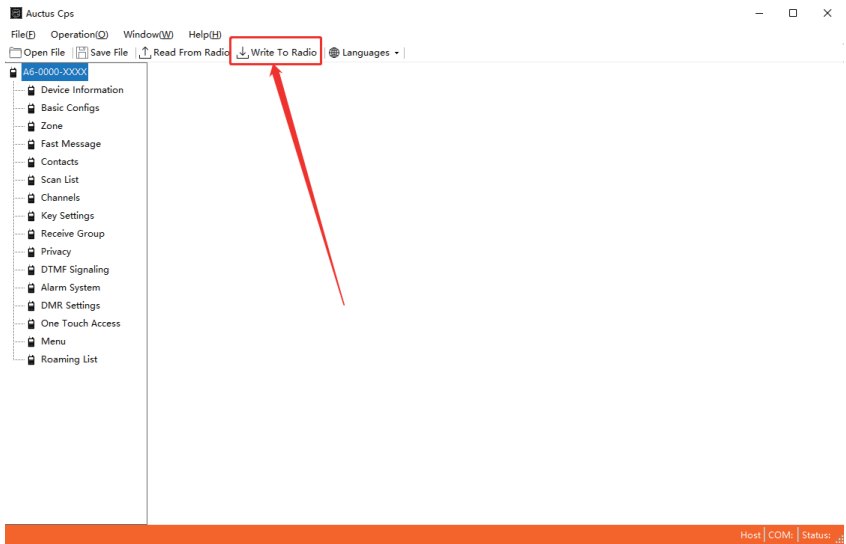 Auctus Cps
File(F) Operation(O) Window(W) Help(H)
Open File Save File Read From Radio Write To Radio Languages
A6-0000-XXXX
Device Information
Basic Configs
Zone
Fast Message
Contacts
Scan List
Channels
Key Settings
Receive Group
Privacy
DTMF Signaling
Alarm System
DMR Settings
One Touch Access
Menu
Roaming List
Host COM: Status: